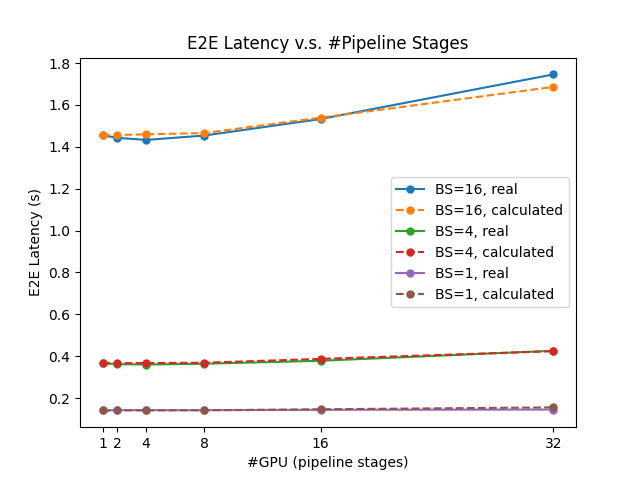 E2E Latency v.s. #Pipeline Stages
E2E Latency (s)
1.8
1.6
1.4
1.2
1.0
0.8
0.6
0.4
0.2
BS=16, real
BS=16, calculated
BS=4, real
BS=4, calculated
BS=1, real
BS=1, calculated
1 2 4 8 16 32
#GPU (pipeline stages)